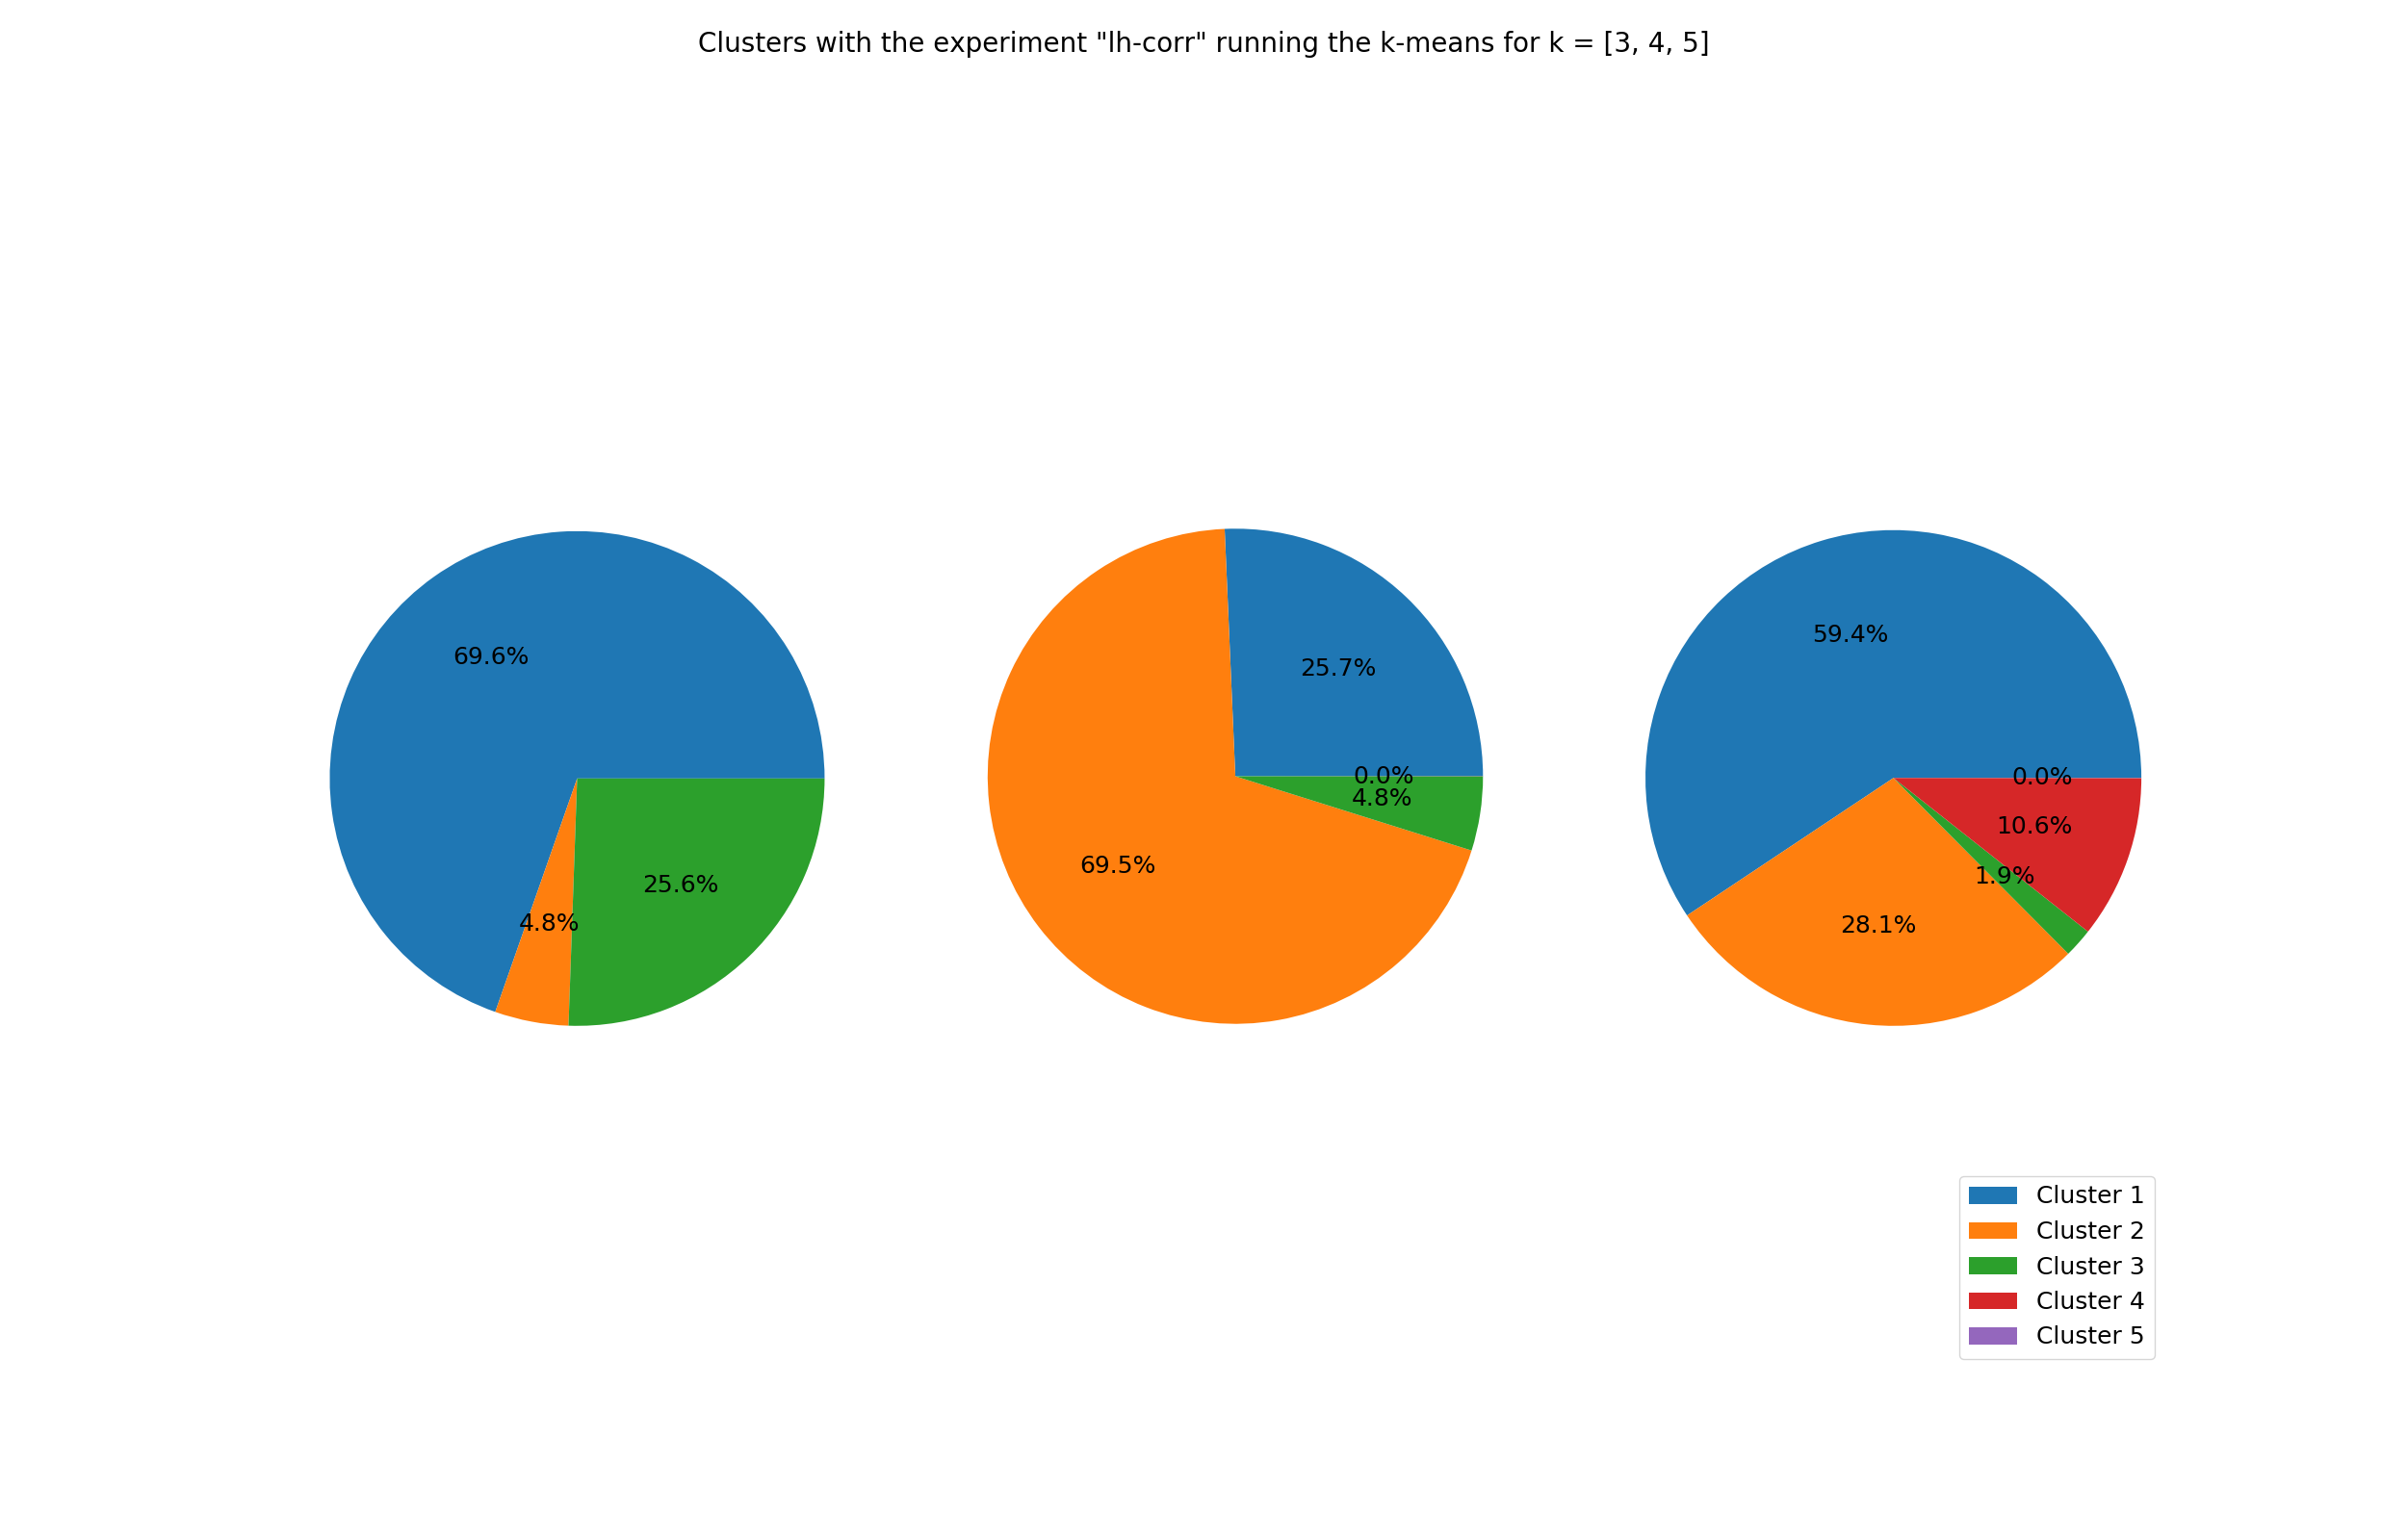 Clusters with the experiment "lh-corr" running the k-means for k = [3, 4, 5]
69.6%
4.8%
25.6%
25.7%
0.0%
4.8%
69.5%
59.4%
0.0%
10.6%
1.9%
28.1%
Cluster 1
Cluster 2
Cluster 3
Cluster 4
Cluster 5